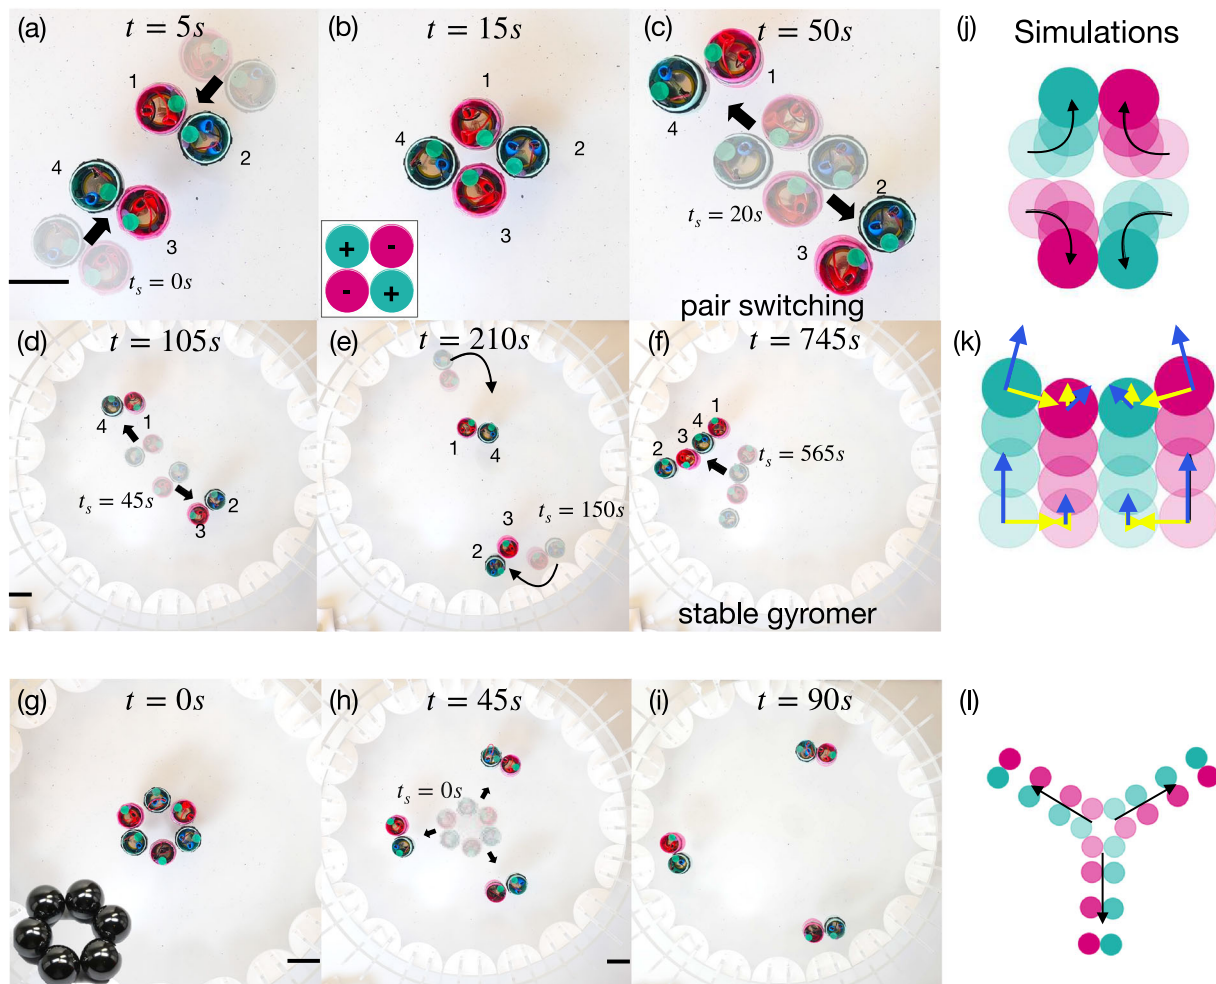 (a) t = 5s
1
2
4
3
t_s = 0s
(b) t = 15s
1
4
2
3
+ -
- +
(c) t = 50s
1
4
2
t_s = 20s
3
pair switching
(j) Simulations
(d) t = 105s
4 1
t_s = 45s
2
3
(e) t = 210s
1 4
3
t_s = 150s
2
(f) t = 745s
1
4
3
2
t_s = 565s
stable gyromer
(k)
(g) t = 0s
(h) t = 45s
t_s = 0s
(i) t = 90s
(l)